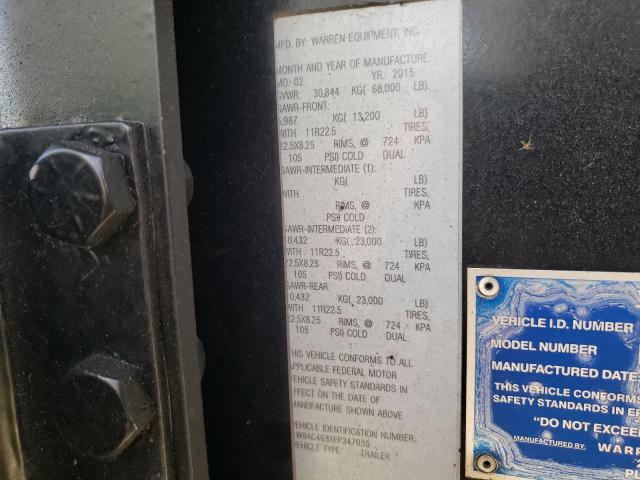 MFG. BY: WARREN EQUIPMENT, INC.
MONTH AND YEAR OF MANUFACTURE:
MO. 02 YR. 2015
GVWR: 30,844 KG( 68,000 LB)
GAWR-FRONT:
5,987 KG( 13,200 LB)
WITH 11R22.5 TIRES,
22.5X8.25 RIMS, @ 724 KPA
105 PSI) COLD DUAL
GAWR-INTERMEDIATE (1):
KG( LB)
WITH TIRES,
RIMS, @ KPA
PSI) COLD
GAWR-INTERMEDIATE (2):
10,432 KG( 23,000 LB)
WITH 11R22.5 TIRES,
22.5X8.25 RIMS, @ 724 KPA
105 PSI) COLD DUAL
GAWR-REAR
10,432 KG( 23,000 LB)
WITH 11R22.5 TIRES,
22.5X8.25 RIMS, @ 724 KPA
105 PSI) COLD DUAL
THIS VEHICLE CONFORMS TO ALL
APPLICABLE FEDERAL MOTOR
VEHICLE SAFETY STANDARDS IN
EFFECT ON THE DATE OF
MANUFACTURE SHOWN ABOVE
VEHICLE IDENTIFICATION NUMBER:
W9AC463XFP347035
VEHICLE TYPE: TRAILER
VEHICLE I.D. NUMBER
MODEL NUMBER
MANUFACTURED DATE:
THIS VEHICLE CONFORMS
SAFETY STANDARDS IN EF
"DO NOT EXCEE
MANUFACTURED BY: WARR